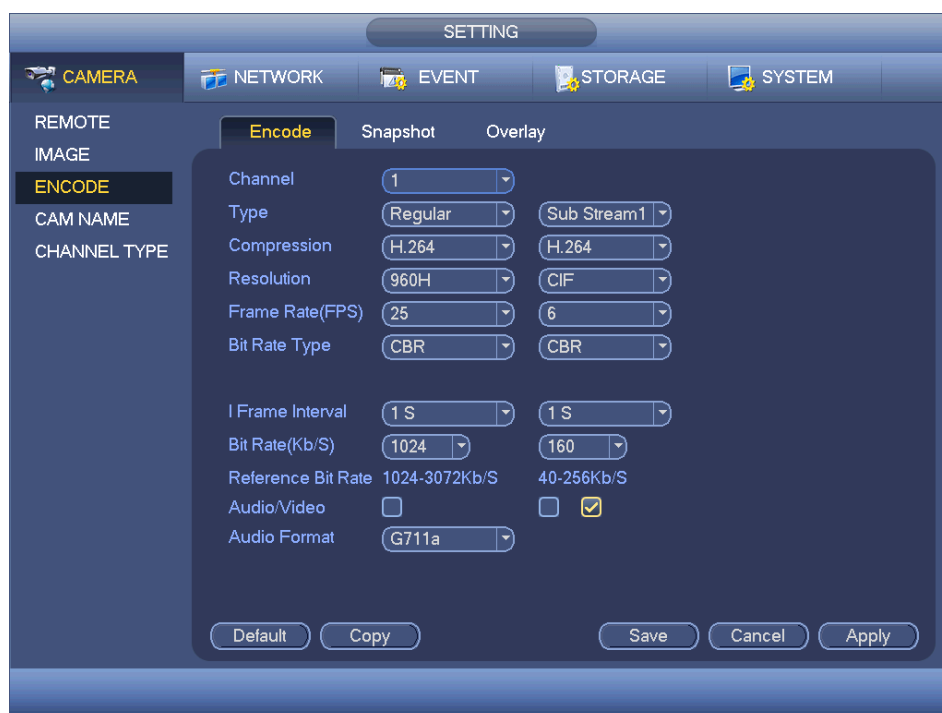 SETTING
CAMERA NETWORK EVENT STORAGE SYSTEM
REMOTE
IMAGE
ENCODE
CAM NAME
CHANNEL TYPE
Encode Snapshot Overlay
Channel 1
Type Regular Sub Stream1
Compression H.264 H.264
Resolution 960H CIF
Frame Rate(FPS) 25 6
Bit Rate Type CBR CBR
I Frame Interval 1 S 1 S
Bit Rate(Kb/S) 1024 160
Reference Bit Rate 1024-3072Kb/S 40-256Kb/S
Audio/Video
Audio Format G711a
Default Copy Save Cancel Apply